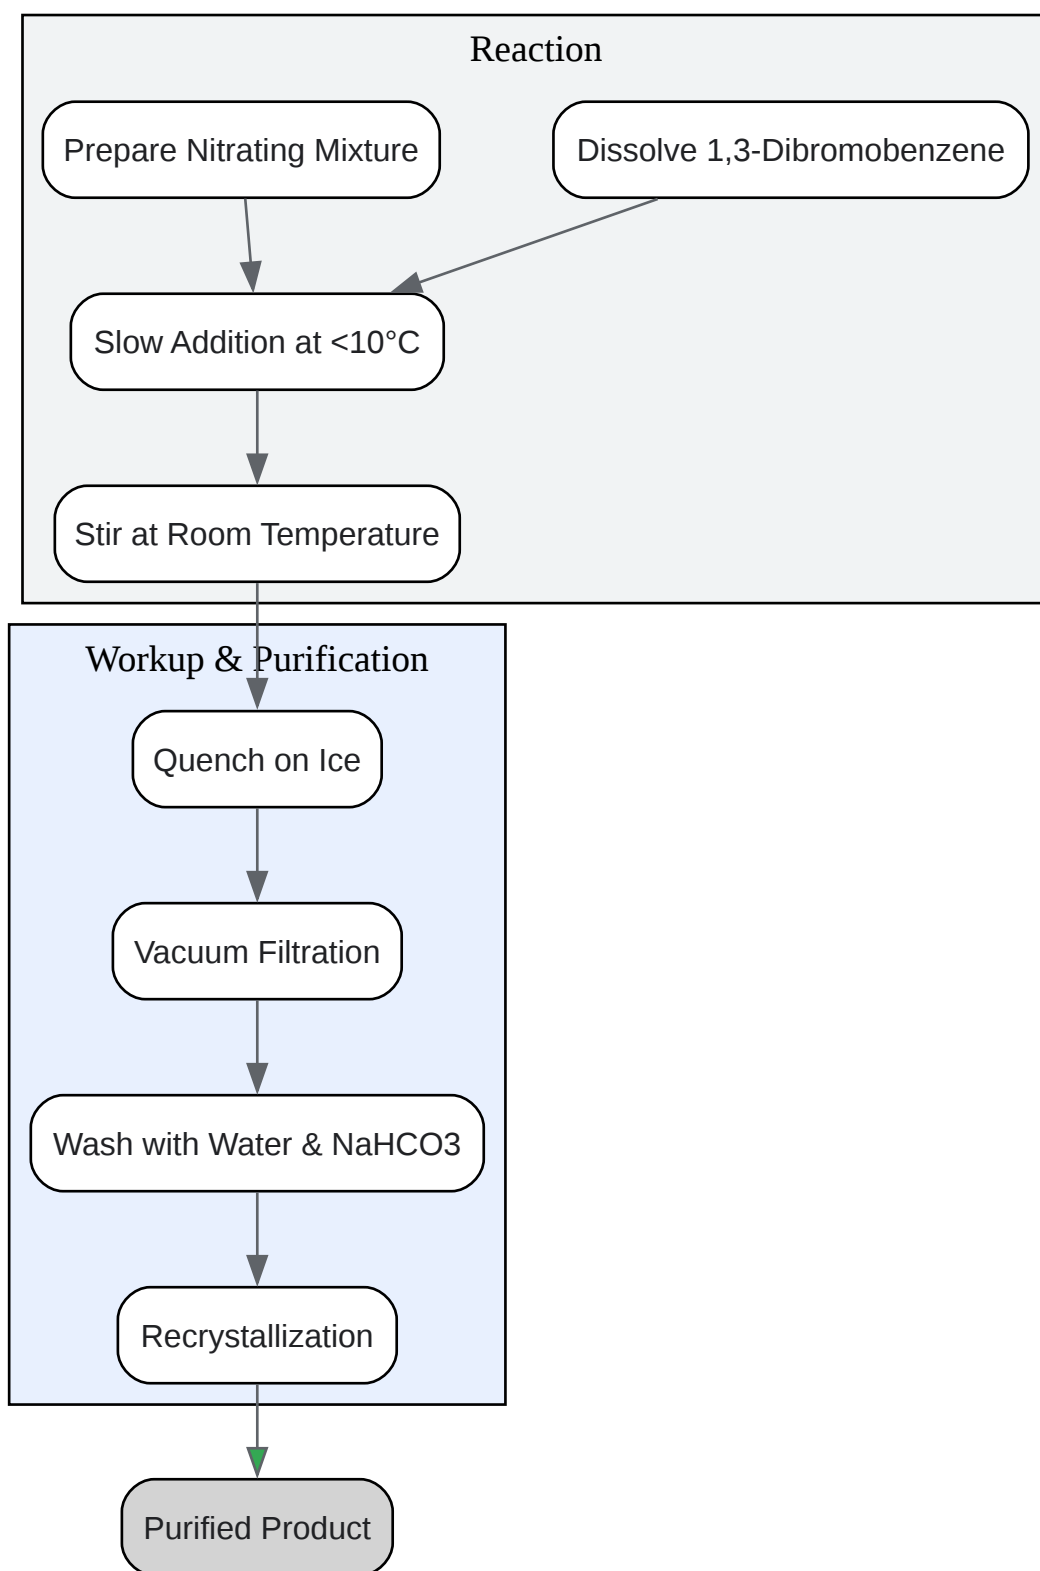 Reaction
Prepare Nitrating Mixture
Dissolve 1,3-Dibromobenzene
Slow Addition at <10°C
Stir at Room Temperature
Workup & Purification
Quench on Ice
Vacuum Filtration
Wash with Water & NaHCO3
Recrystallization
Purified Product